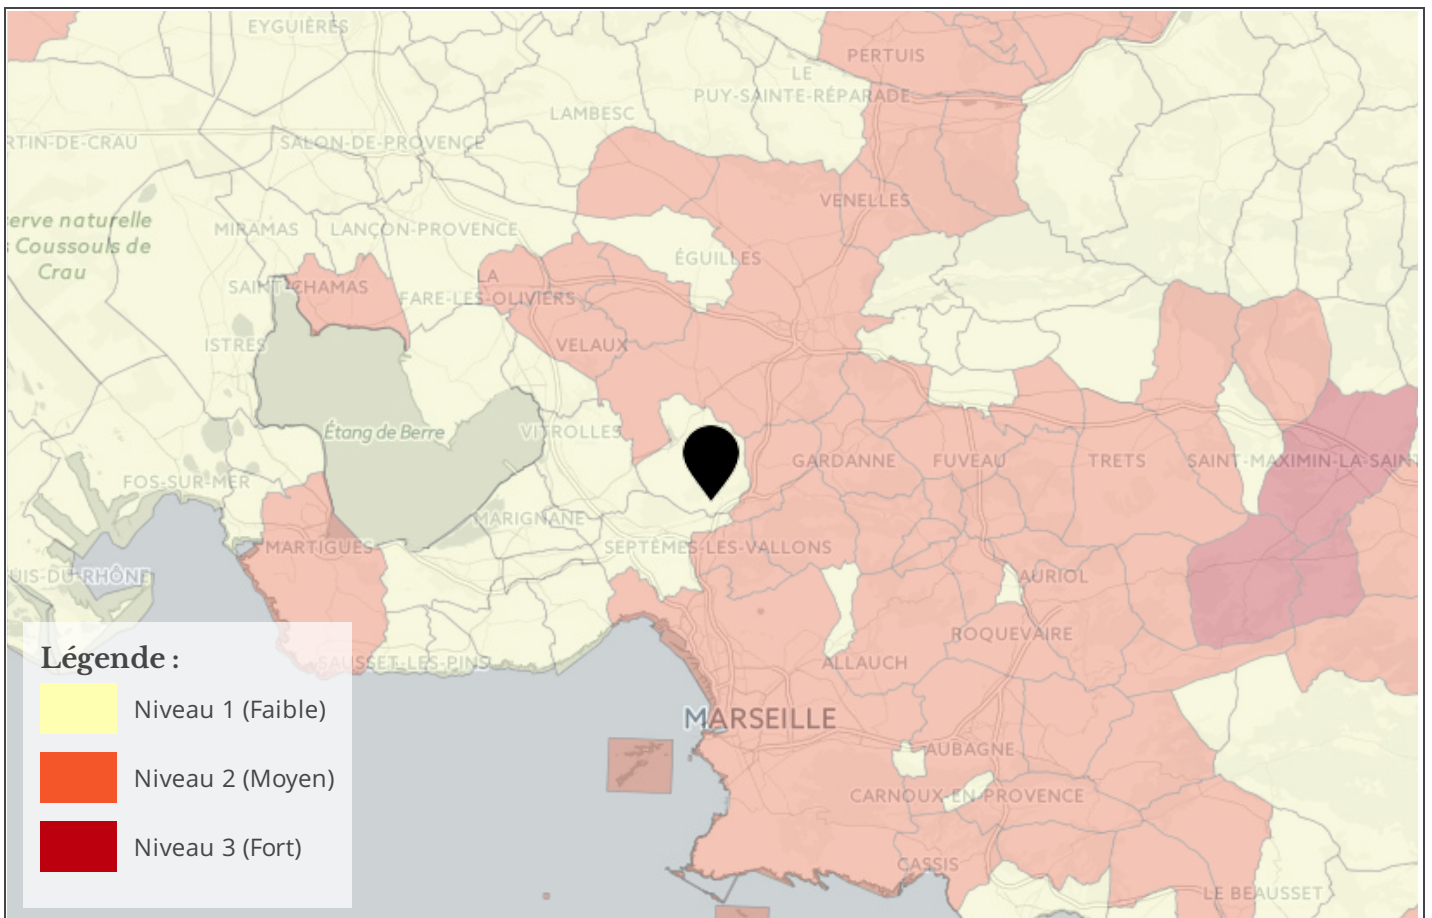 EYGUIÈRES
PERTUIS
LE
PUY-SAINTE-RÉPARADE
LAMBESC
RTIN-DE-CRAU
SALON-DE-PROVENCE
VENELLES
erve naturelle
s Coussouls de
Crau
MIRAMAS
LANÇON-PROVENCE
ÉGUILLES
SAINT-CHAMAS
LA
FARE-LES-OLIVIERS
ISTRES
VELAUX
Étang de Berre
VITROLLES
GARDANNE
FUVEAU
TRETS
SAINT-MAXIMIN-LA-SAINT
FOS-SUR-MER
MARIGNANE
MARTIGUES
SEPTÈMES-LES-VALLONS
UIS-DU-RHÔNE
AURIOL
ROQUEVAIRE
SAUSSET-LES-PINS
ALLAUCH
MARSEILLE
AUBAGNE
CARNOUX-EN-PROVENCE
CASSIS
LE BEAUSSET
Légende :
Niveau 1 (Faible)
Niveau 2 (Moyen)
Niveau 3 (Fort)